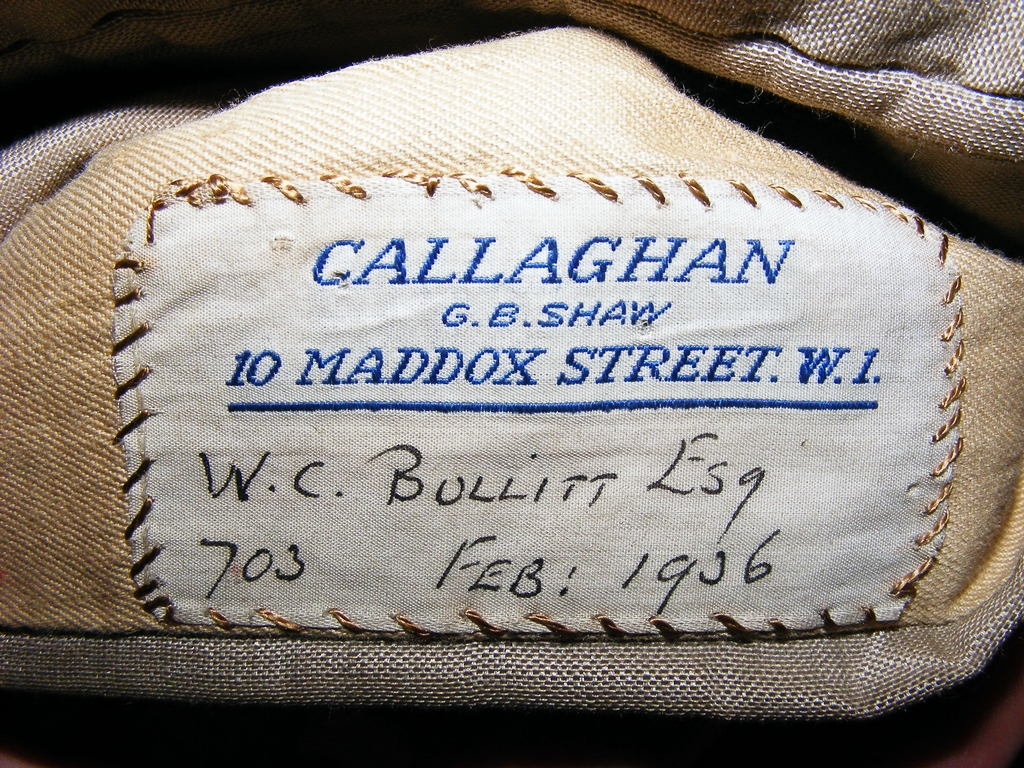 CALLAGHAN
G.B.SHAW
10 MADDOX STREET. W.1.
W.C. BULLITT Esq
703 FEB: 1936